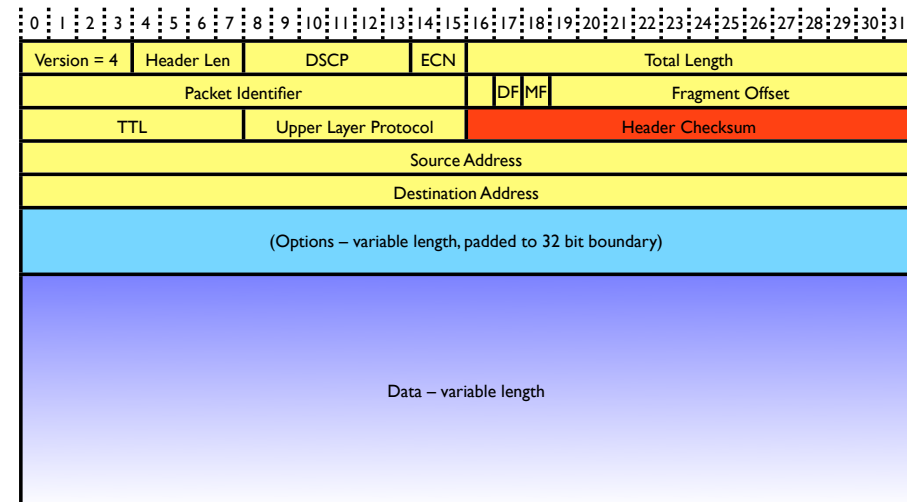 0 1 2 3 4 5 6 7 8 9 10 11 12 13 14 15 16 17 18 19 20 21 22 23 24 25 26 27 28 29 30 31
Version = 4 Header Len DSCP ECN Total Length
Packet Identifier DF MF Fragment Offset
TTL Upper Layer Protocol Header Checksum
Source Address
Destination Address
(Options – variable length, padded to 32 bit boundary)
Data – variable length